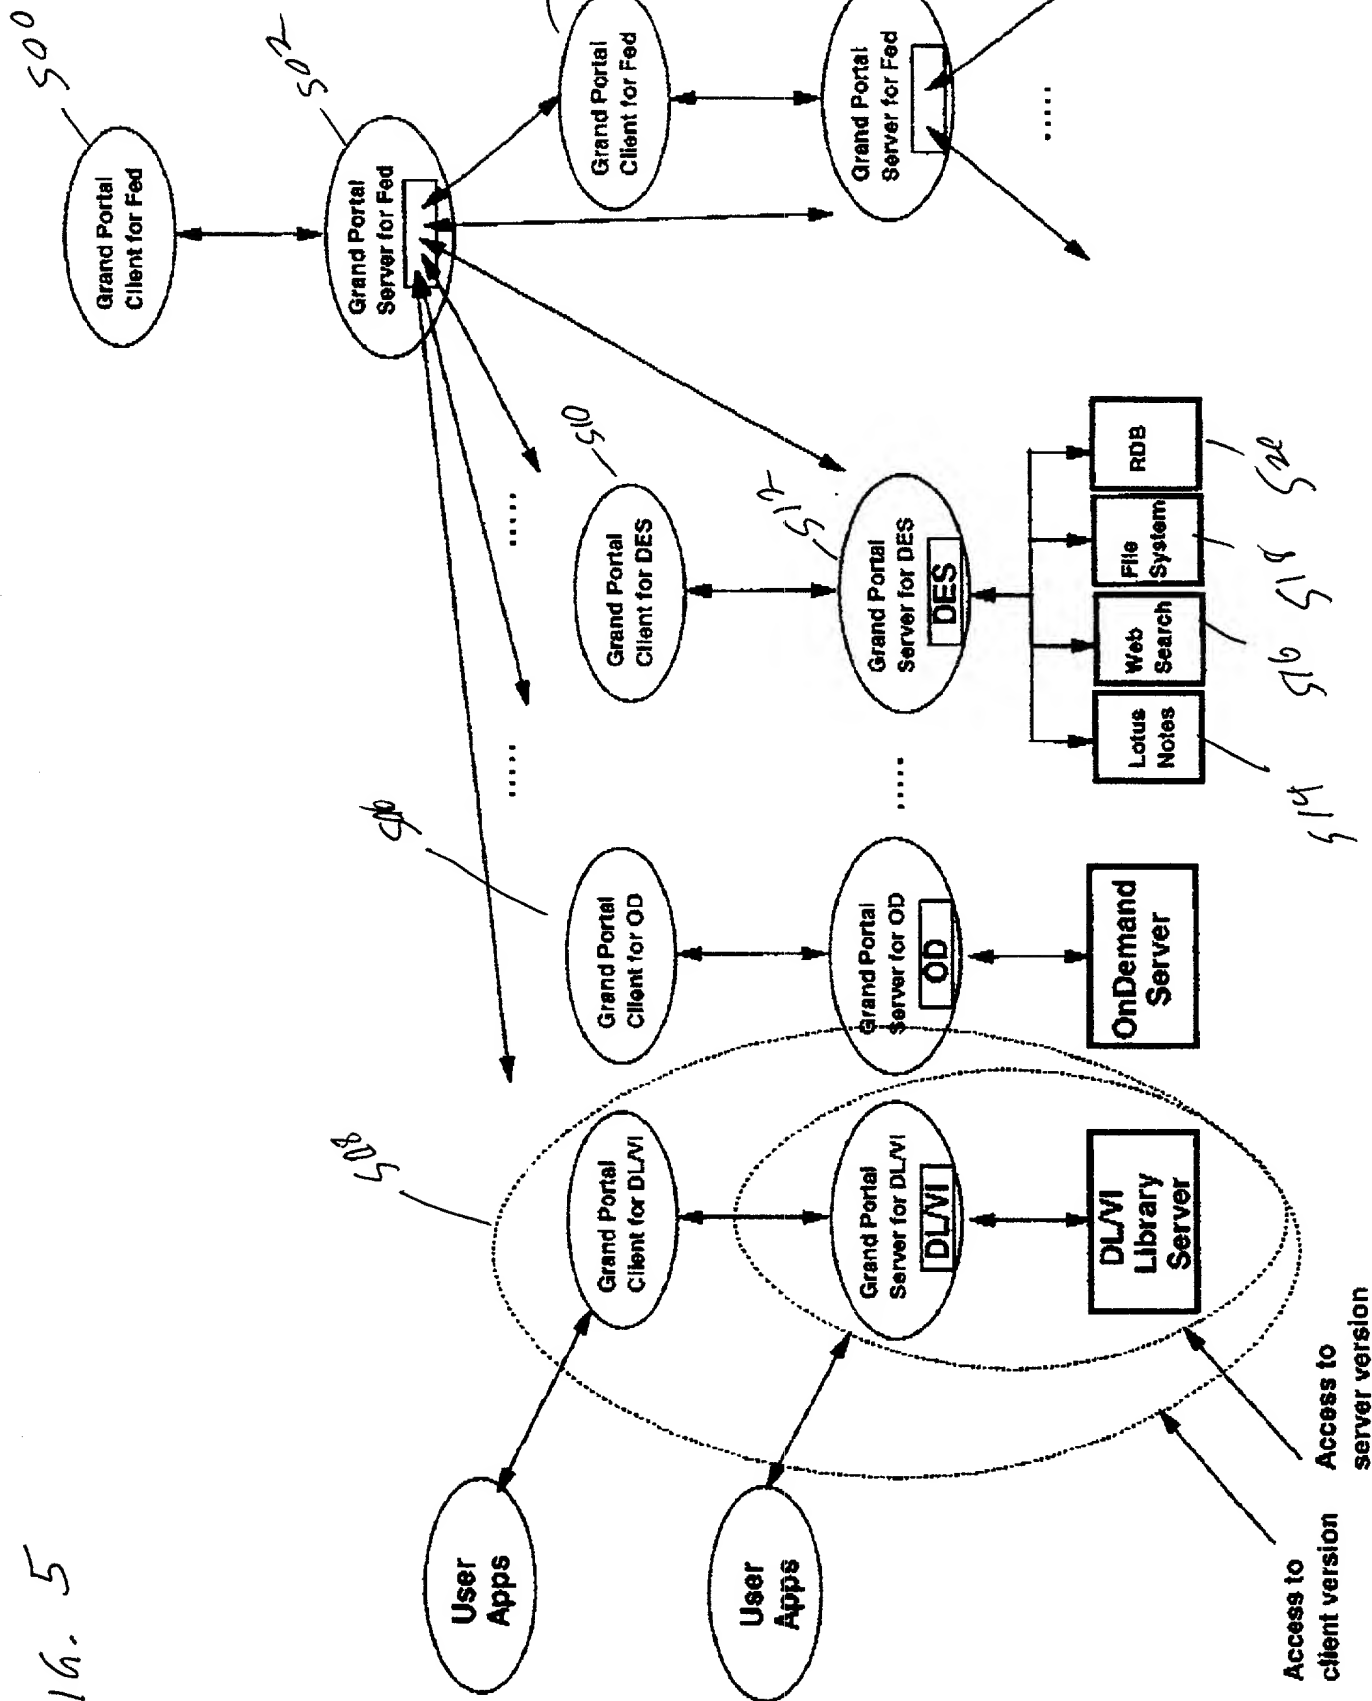 IG. 5
500
Grand Portal
Client for Fed
502
Grand Portal
Server for Fed
508
506
510
User
Apps
Grand Portal
Client for DL/VI
Grand Portal
Client for OD
Grand Portal
Client for DES
Grand Portal
Client for Fed
512
User
Apps
Grand Portal
Server for DL/VI
DL/VI
Grand Portal
Server for OD
OD
.....
Grand Portal
Server for DES
DES
Grand Portal
Server for Fed
DL/VI
Library
Server
OnDemand
Server
Lotus
Notes
Web
Search
File
System
RDB
514
516
518
520
Access to
client version
Access to
server version